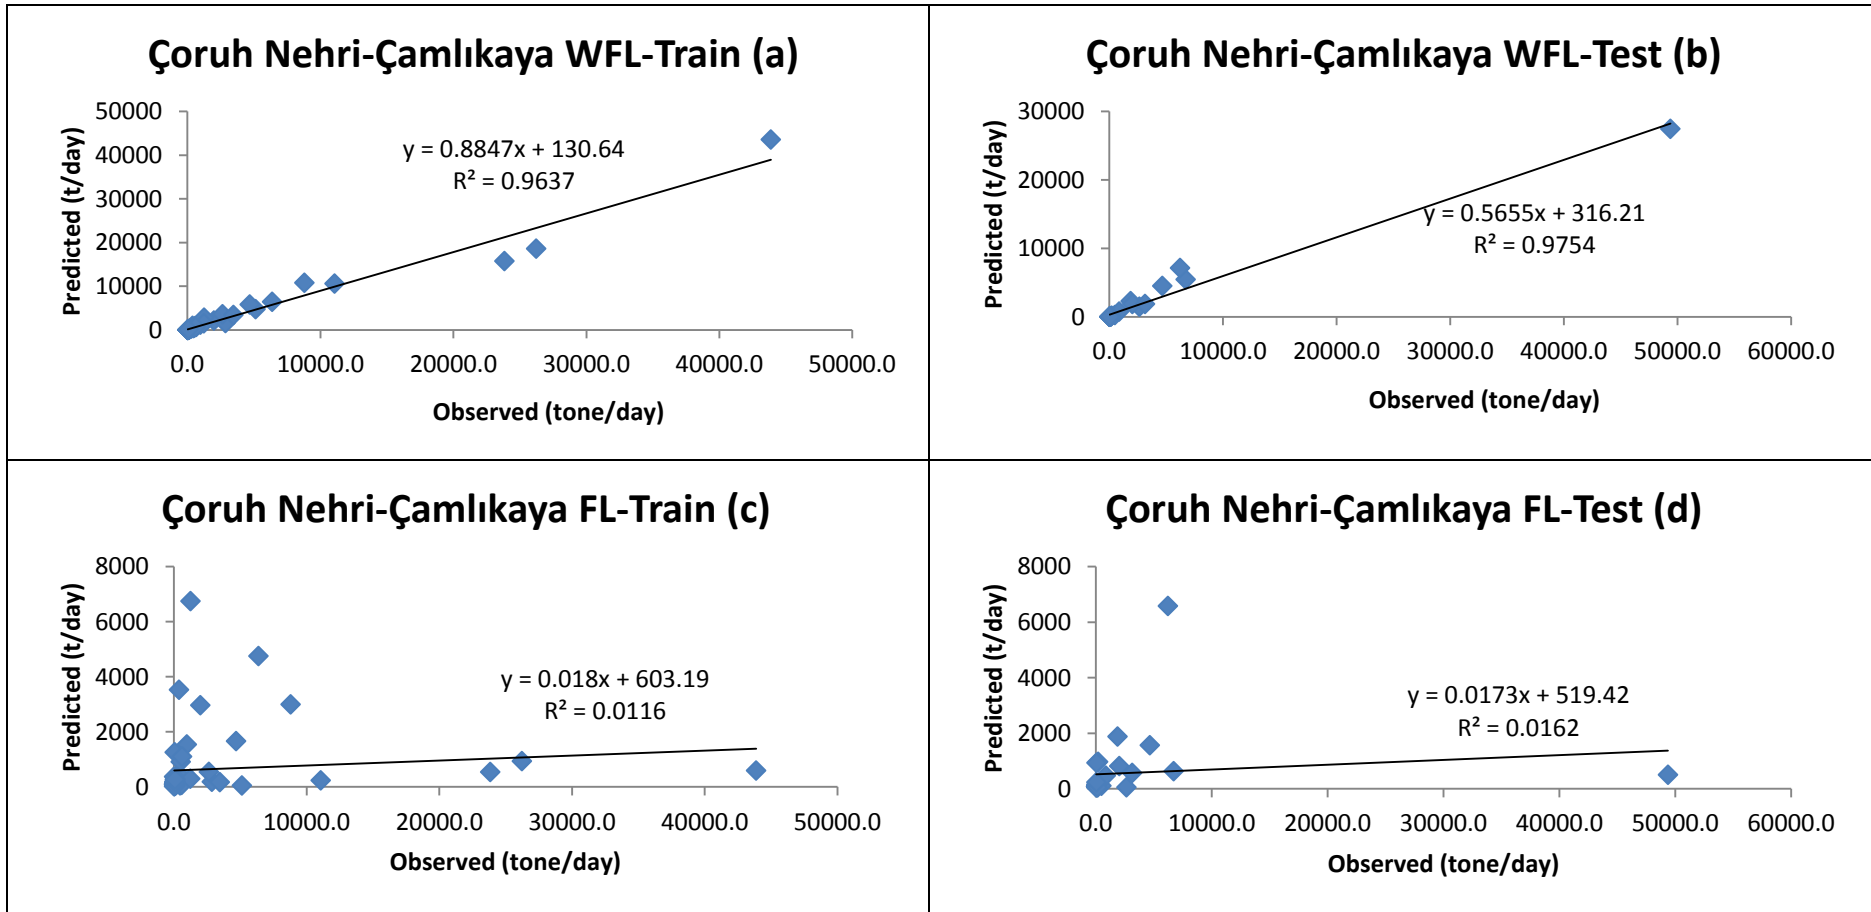 Çoruh Nehri-Çamlıkaya WFL-Train (a)
Predicted (t/day)
50000
40000
30000
20000
10000
0
y = 0.8847x + 130.64
R² = 0.9637
0.0 10000.0 20000.0 30000.0 40000.0 50000.0
Observed (tone/day)
Çoruh Nehri-Çamlıkaya WFL-Test (b)
Predicted (t/day)
30000
20000
10000
0
y = 0.5655x + 316.21
R² = 0.9754
0.0 10000.0 20000.0 30000.0 40000.0 50000.0 60000.0
Observed (tone/day)
Çoruh Nehri-Çamlıkaya FL-Train (c)
Predicted (t/day)
8000
6000
4000
2000
0
y = 0.018x + 603.19
R² = 0.0116
0.0 10000.0 20000.0 30000.0 40000.0 50000.0
Observed (tone/day)
Çoruh Nehri-Çamlıkaya FL-Test (d)
Predicted (t/day)
8000
6000
4000
2000
0
y = 0.0173x + 519.42
R² = 0.0162
0.0 10000.0 20000.0 30000.0 40000.0 50000.0 60000.0
Observed (tone/day)